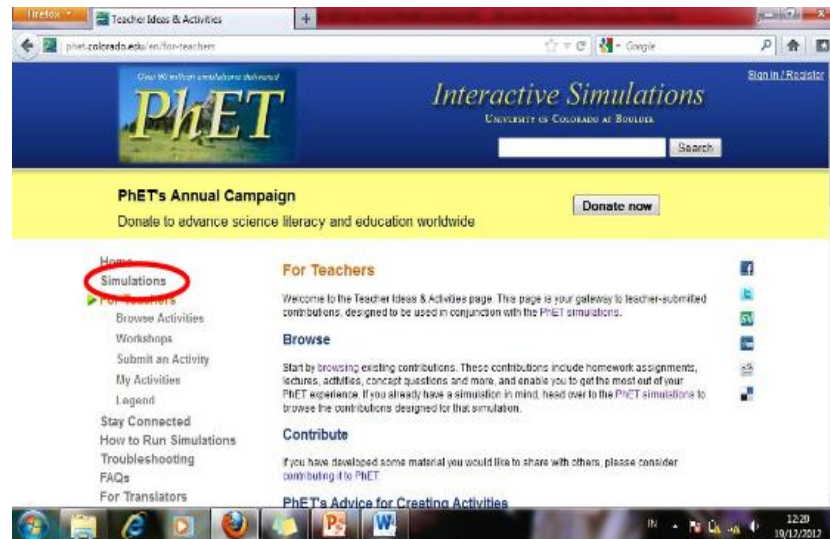 Firefox
Teacher Ideas & Activities
phet.colorado.edu/en/for-teachers
Google
Over 90 million simulations delivered
PhET
Interactive Simulations
UNIVERSITY OF COLORADO AT BOULDER
Sign in / Register
Search
PhET's Annual Campaign
Donate to advance science literacy and education worldwide
Donate now
Home
Simulations
For Teachers
Browse Activities
Workshops
Submit an Activity
My Activities
Legend
Stay Connected
How to Run Simulations
Troubleshooting
FAQs
For Translators
For Teachers
Welcome to the Teacher Ideas & Activities page. This page is your gateway to teacher-submitted
contributions, designed to be used in conjunction with the PhET simulations.
Browse
Start by browsing existing contributions. These contributions include homework assignments,
lectures, activities, concept questions and more, and enable you to get the most out of your
PhET experience. If you already have a simulation in mind, head over to the PhET simulations to
browse the contributions designed for that simulation.
Contribute
If you have developed some material you would like to share with others, please consider
contributing it to PhET.
PhET's Advice for Creating Activities
IN
12:20
19/12/2012